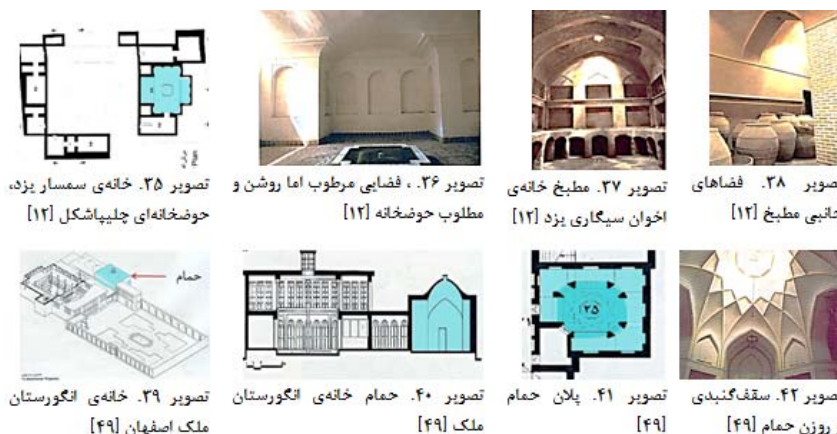 تصویر ۳۵. خانه‌ی سمسار یزد،
حوضخانه‌ای چلیپاشکل [۱۲]
تصویر ۳۶. ، فضایی مرطوب اما روشن و
مطلوب حوضخانه [۱۲]
تصویر ۳۷. مطبخ خانه‌ی
اخوان سیگاری یزد [۱۲]
تصویر ۳۸. فضاهای
جانبی مطبخ [۱۲]
Plan
حمام
۲۵
تصویر ۳۹. خانه‌ی انگورستان
ملک اصفهان [۴۹]
تصویر ۴۰. حمام خانه‌ی انگورستان
ملک [۴۹]
تصویر ۴۱. پلان حمام
[۴۹]
تصویر ۴۲. سقف‌گنبدی
روزن حمام [۴۹]